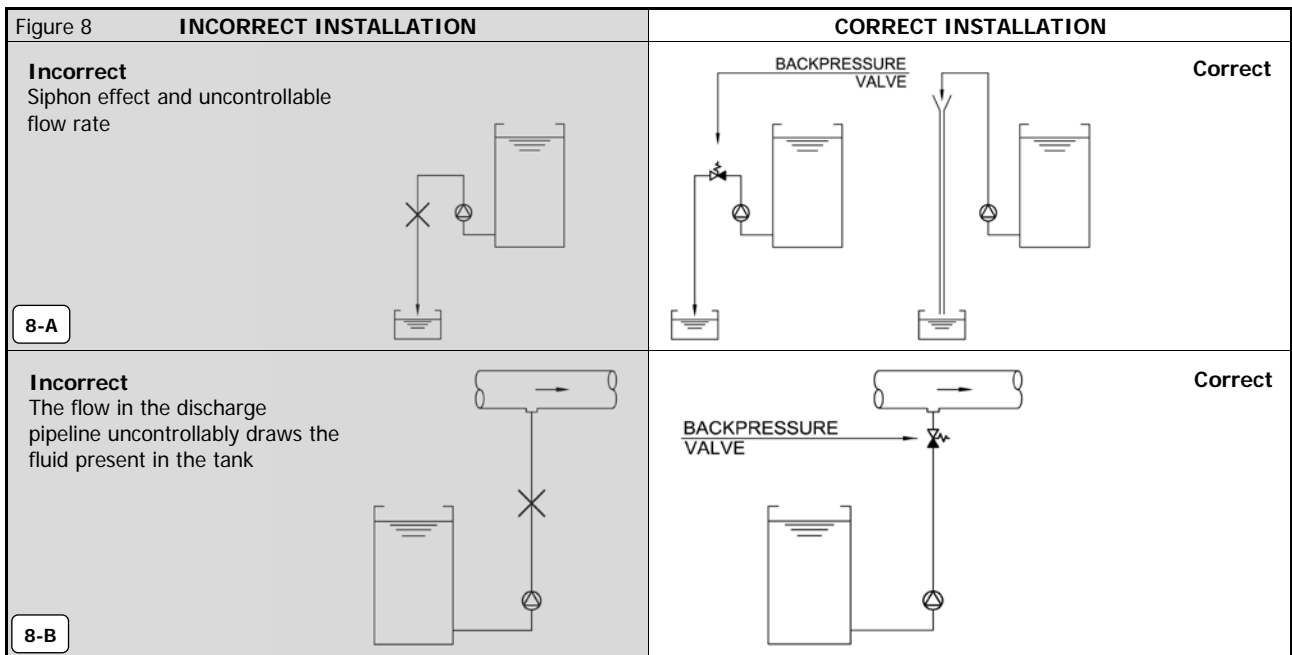 Figure 8
INCORRECT INSTALLATION
CORRECT INSTALLATION
Incorrect
Siphon effect and uncontrollable
flow rate
8-A
BACKPRESSURE
VALVE
Correct
Incorrect
The flow in the discharge
pipeline uncontrollably draws the
fluid present in the tank
8-B
BACKPRESSURE
VALVE
Correct